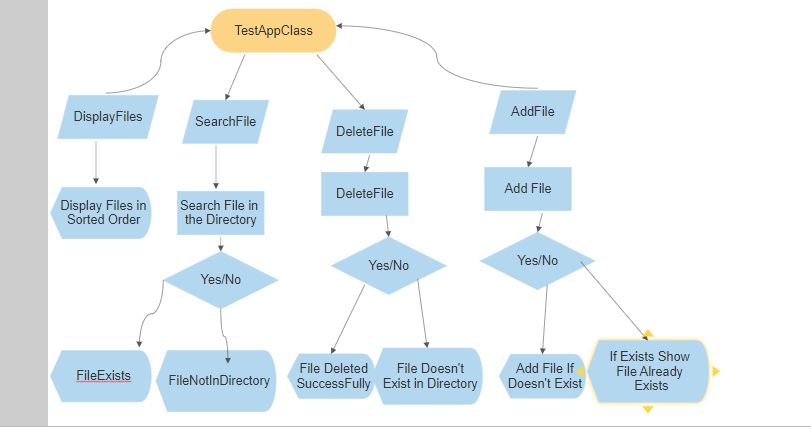 TestAppClass
DisplayFiles
SearchFile
DeleteFile
AddFile
Display Files in
Sorted Order
Search File in
the Directory
DeleteFile
Add File
Yes/No
Yes/No
Yes/No
FileExists
FileNotInDirectory
File Deleted
SuccessFully
File Doesn't
Exist in Directory
Add File If
Doesn't Exist
If Exists Show
File Already
Exists